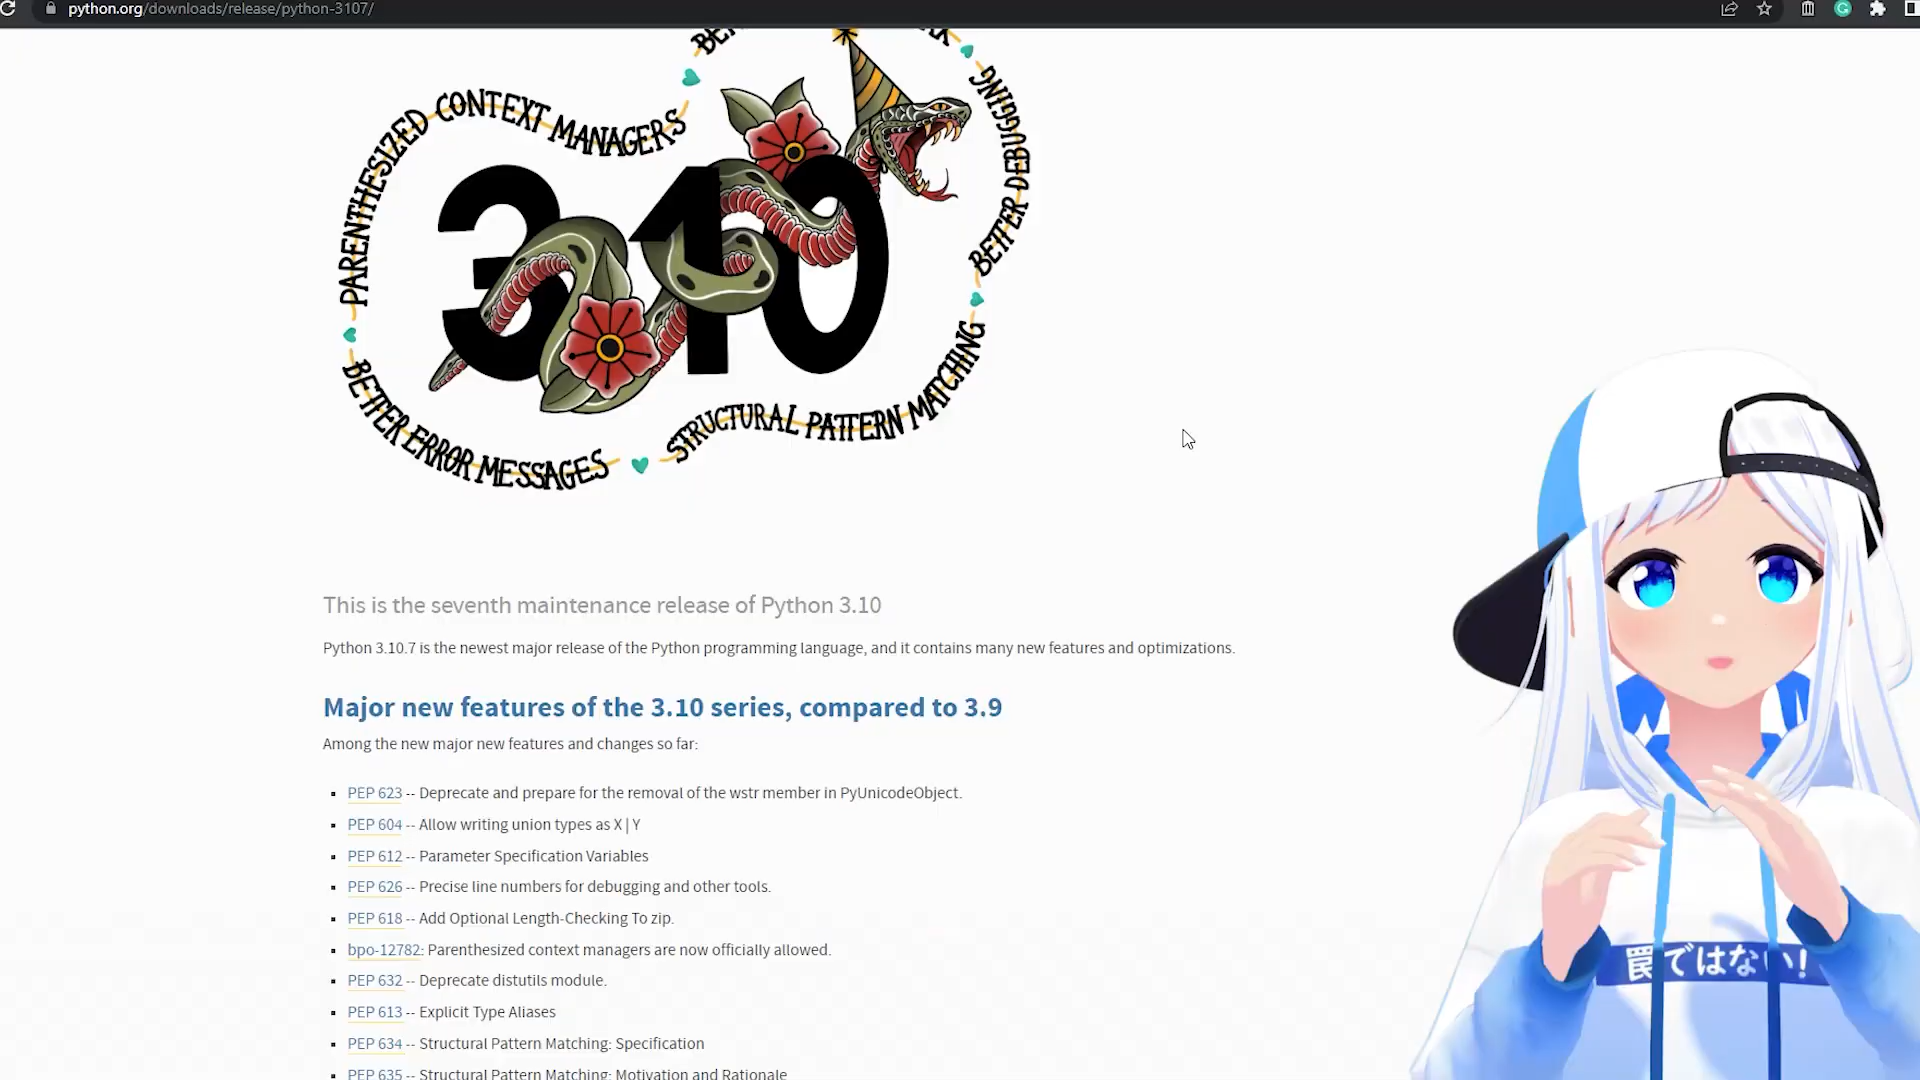 python.org/downloads/release/python-3107/
PARENTHESIZED CONTEXT MANAGERS
BETTER DEBUGGING
3.10
STRUCTURAL PATTERN MATCHING
BETTER ERROR MESSAGES
This is the seventh maintenance release of Python 3.10
Python 3.10.7 is the newest major release of the Python programming language, and it contains many new features and optimizations.
Major new features of the 3.10 series, compared to 3.9
Among the new major new features and changes so far:
PEP 623 -- Deprecate and prepare for the removal of the wstr member in PyUnicodeObject.
PEP 604 -- Allow writing union types as X | Y
PEP 612 -- Parameter Specification Variables
PEP 626 -- Precise line numbers for debugging and other tools.
PEP 618 -- Add Optional Length-Checking To zip.
bpo-12782: Parenthesized context managers are now officially allowed.
PEP 632 -- Deprecate distutils module.
PEP 613 -- Explicit Type Aliases
PEP 634 -- Structural Pattern Matching: Specification
PEP 635 -- Structural Pattern Matching: Motivation and Rationale
罠ではない!